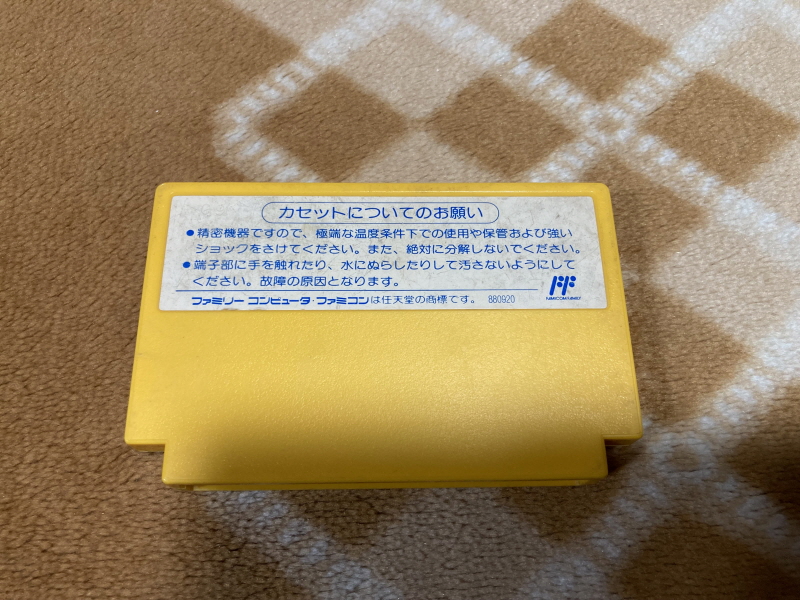 カセットについてのお願い
●精密機器ですので、極端な温度条件下での使用や保管および強い
ショックをさけてください。また、絶対に分解しないでください。
●端子部に手を触れたり、水にぬらしたりして汚さないようにして
ください。故障の原因となります。
FAMICOM FAMILY
ファミリーコンピュータ・ファミコンは任天堂の商標です。 880920